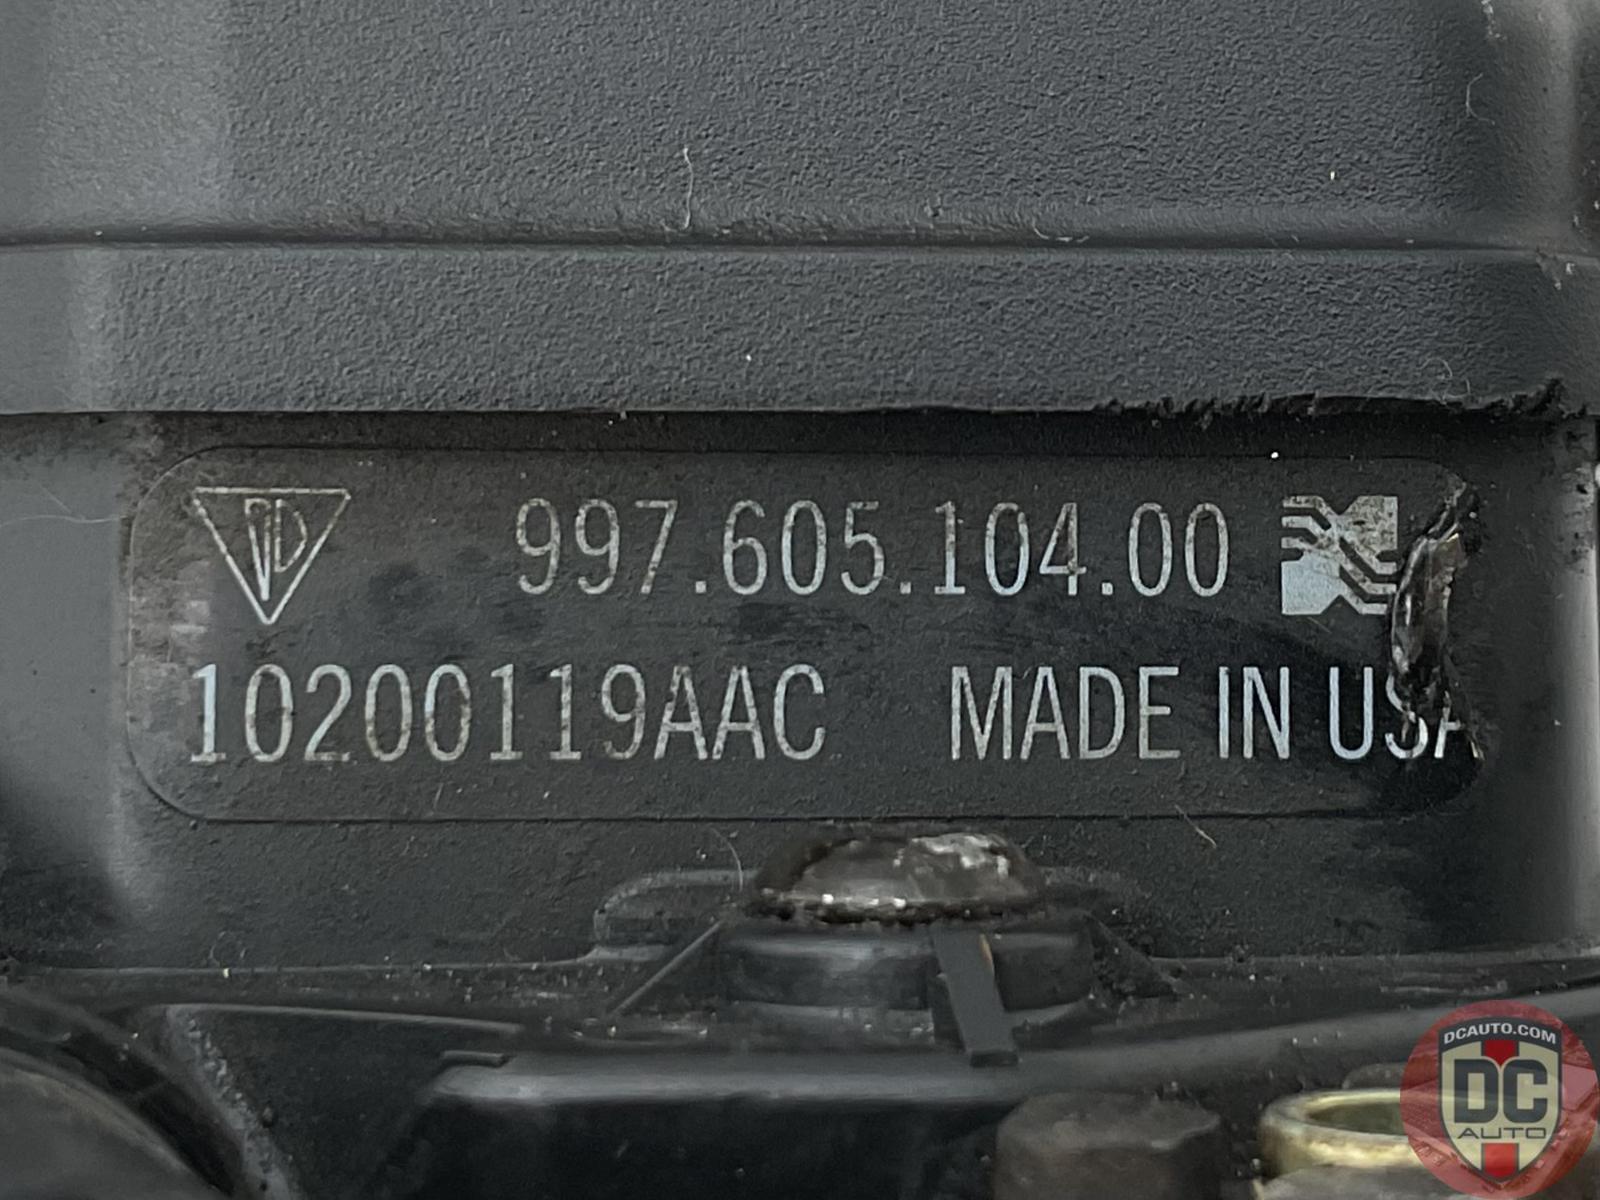 997.605.104.00
10200119AAC MADE IN USA
DCAUTO.COM
DC
AUTO